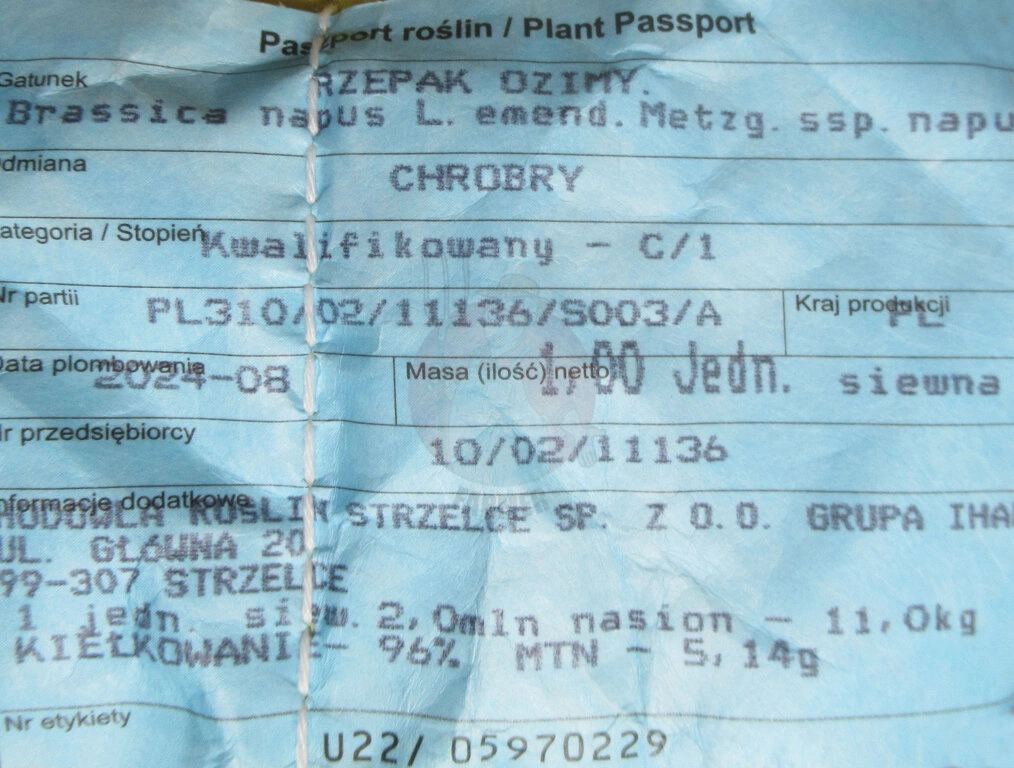 Paszport roślin / Plant Passport
Gatunek RZEPAK OZIMY.
Brassica napus L. emend. Metzg. ssp. napu
dmiana CHROBRY
ategoria / Stopień Kwalifikowany - C/1
Nr partii PL310/02/11136/S003/A Kraj produkcji PL
Data plombowania 2024-08 Masa (ilość) netto 1,00 Jedn. siewna
Nr przedsiębiorcy 10/02/11136
nformacje dodatkowe
HODOWLA ROŚLIN STRZELCE SP. Z O.O. GRUPA IHA
UL. GŁÓWNA 20
99-307 STRZELCE
1 jedn. siew. 2,0mln nasion - 11,0kg
KIEŁKOWANIE- 96% MTN - 5,14g
Nr etykiety U22/ 05970229